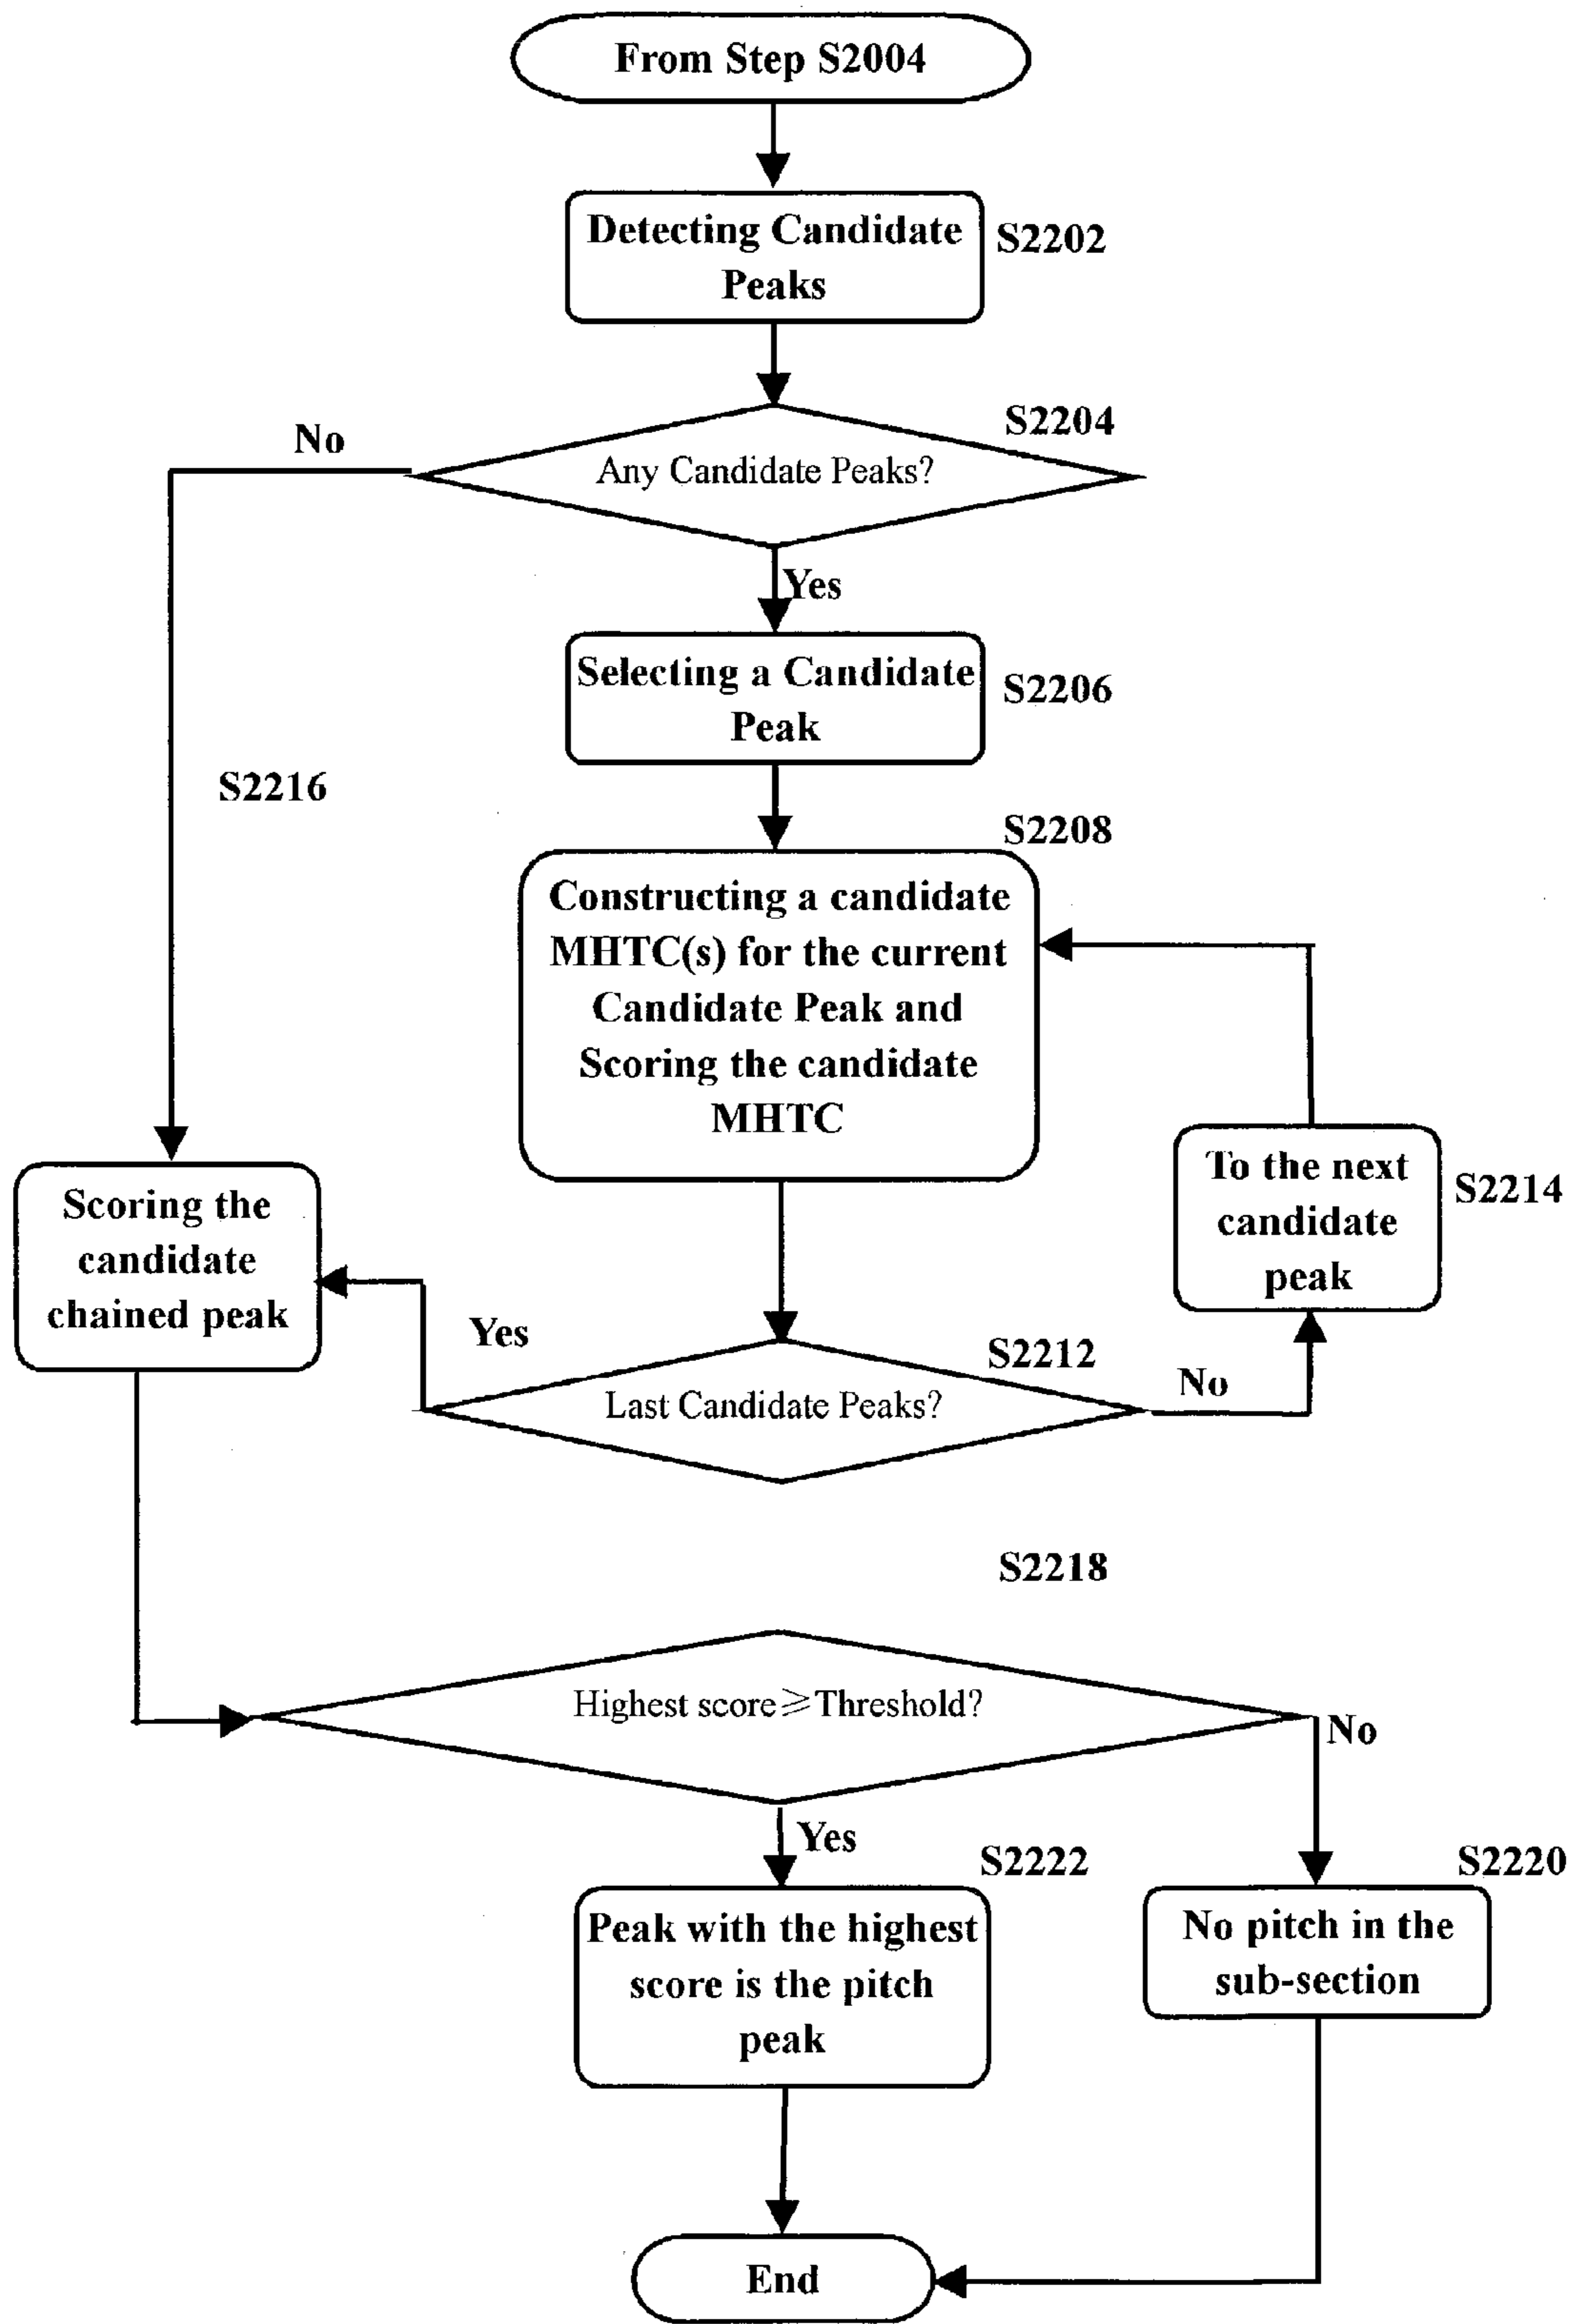 From Step S2004
Detecting Candidate
Peaks
S2202
S2204
No
Any Candidate Peaks?
Yes
Selecting a Candidate
Peak
S2206
S2216
S2208
Constructing a candidate
MHTC(s) for the current
Candidate Peak and
Scoring the candidate
MHTC
To the next
candidate
peak
S2214
Scoring the
candidate
chained peak
Yes
S2212
No
Last Candidate Peaks?
S2218
Highest score≥Threshold?
No
Yes
S2222
S2220
Peak with the highest
score is the pitch
peak
No pitch in the
sub-section
End